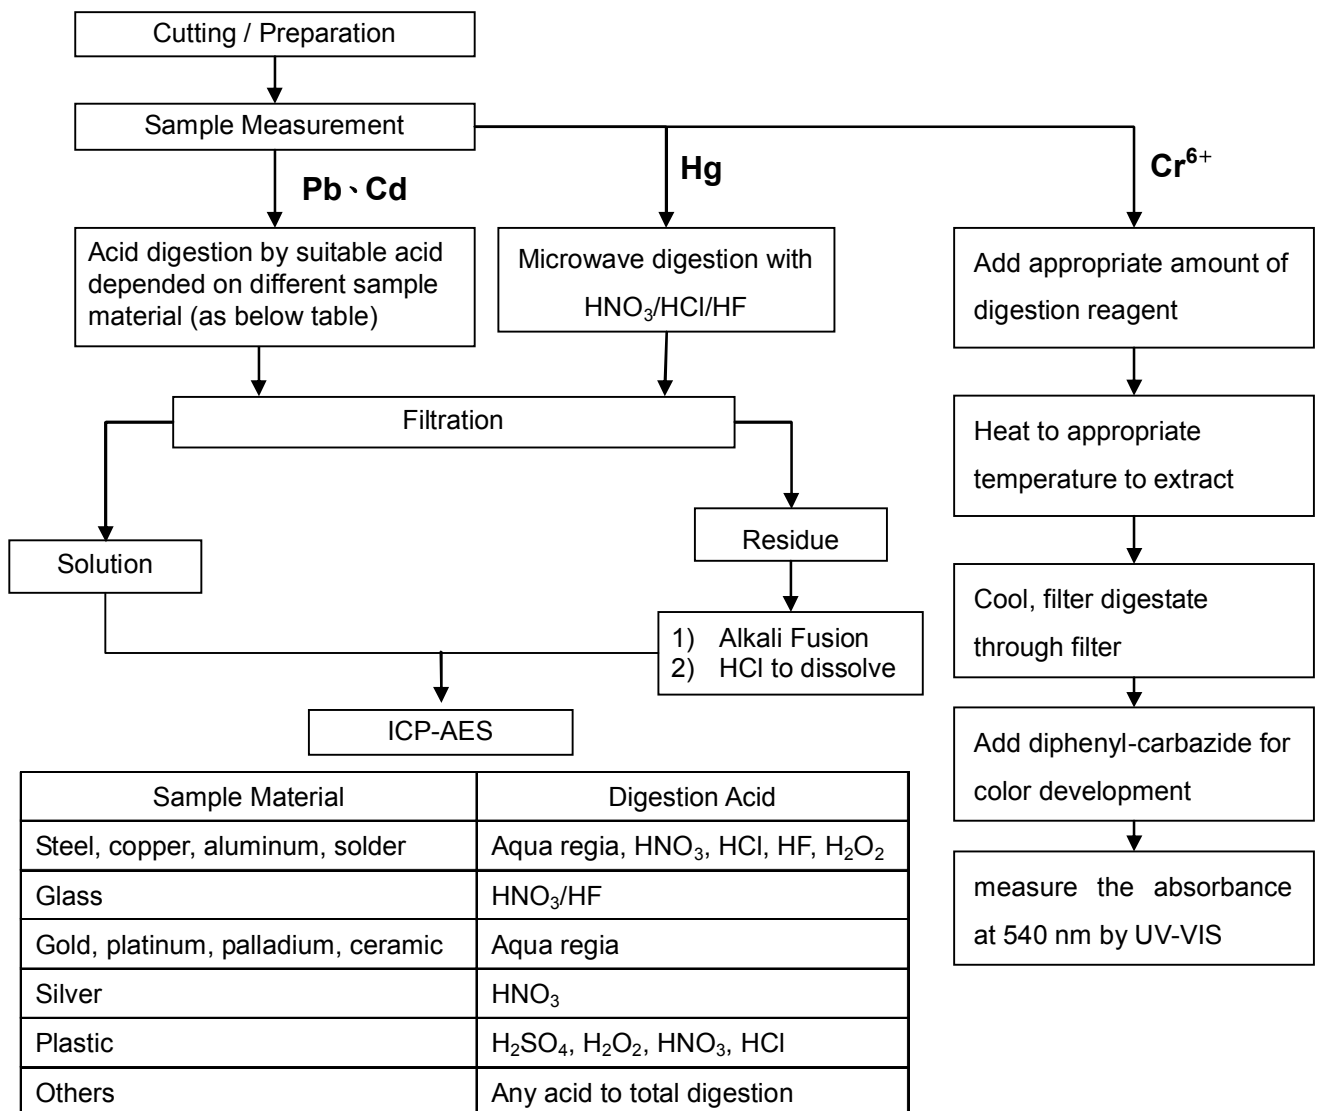 Cutting / Preparation
Sample Measurement
Pb、Cd
Hg
Cr⁶⁺
Acid digestion by suitable acid
depended on different sample
material (as below table)
Microwave digestion with
HNO₃/HCl/HF
Add appropriate amount of
digestion reagent
Filtration
Heat to appropriate
temperature to extract
Solution
Residue
Cool, filter digestate
through filter
1) Alkali Fusion
2) HCl to dissolve
ICP-AES
Add diphenyl-carbazide for
color development
measure the absorbance
at 540 nm by UV-VIS
Sample Material Digestion Acid
Steel, copper, aluminum, solder Aqua regia, HNO₃, HCl, HF, H₂O₂
Glass HNO₃/HF
Gold, platinum, palladium, ceramic Aqua regia
Silver HNO₃
Plastic H₂SO₄, H₂O₂, HNO₃, HCl
Others Any acid to total digestion